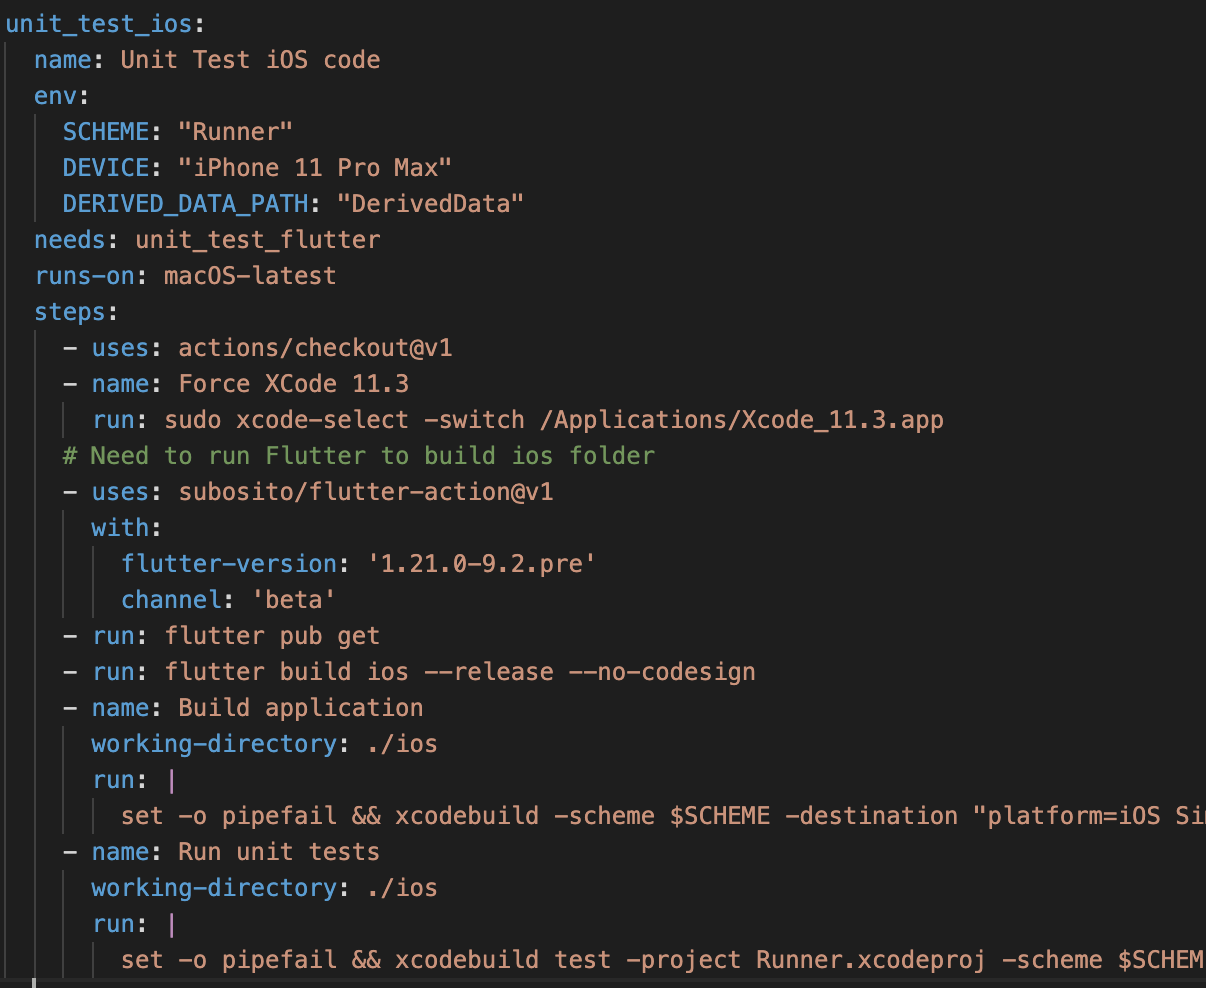 unit_test_ios:
name: Unit Test iOS code
env:
SCHEME: "Runner"
DEVICE: "iPhone 11 Pro Max"
DERIVED_DATA_PATH: "DerivedData"
needs: unit_test_flutter
runs-on: macOS-latest
steps:
- uses: actions/checkout@v1
- name: Force XCode 11.3
run: sudo xcode-select -switch /Applications/Xcode_11.3.app
# Need to run Flutter to build ios folder
- uses: subosito/flutter-action@v1
with:
flutter-version: '1.21.0-9.2.pre'
channel: 'beta'
- run: flutter pub get
- run: flutter build ios --release --no-codesign
- name: Build application
working-directory: ./ios
run: |
set -o pipefail && xcodebuild -scheme $SCHEME -destination "platform=iOS
- name: Run unit tests
working-directory: ./ios
run: |
set -o pipefail && xcodebuild test -project Runner.xcodeproj -scheme $SCHEM